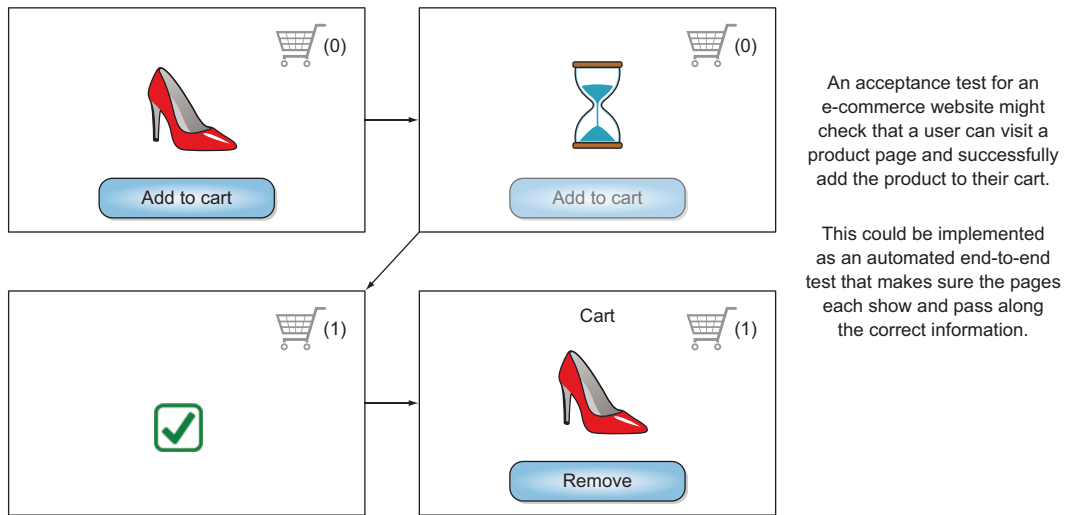 (0)
Add to cart
(0)
Add to cart
An acceptance test for an
e-commerce website might
check that a user can visit a
product page and successfully
add the product to their cart.
This could be implemented
as an automated end-to-end
test that makes sure the pages
each show and pass along
the correct information.
(1)
Cart
(1)
Remove